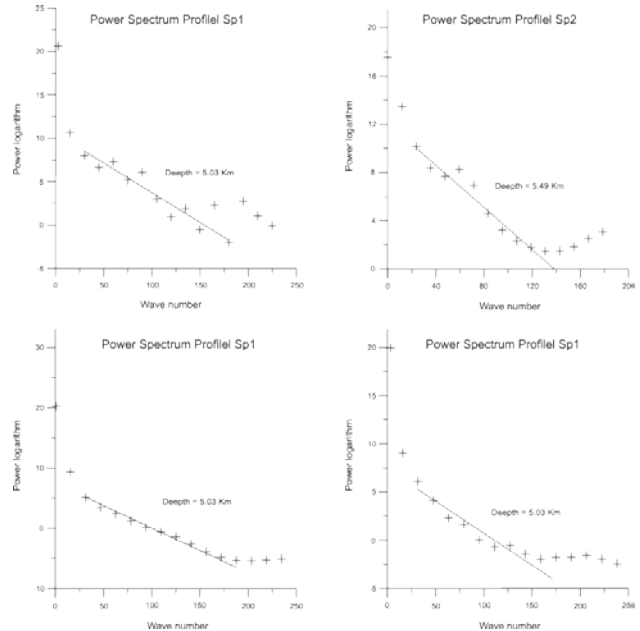 Power Spectrum Profilel Sp1
25
20
15
10
5
0
-5
Power logarithm
Deepth = 5.03 Km
0 50 100 150 200 250
Wave number
Power Spectrum Profilel Sp2
20
16
12
8
4
0
Power logarithm
Deepth = 5.49 Km
0 40 80 120 160
Wave number
Power Spectrum Profilel Sp1
30
20
10
0
10
Power logarithm
Deepth = 5.03 Km
0 50 100 150 200 250
Wave number
Power Spectrum Profilel Sp1
20
15
10
5
0
-5
Power logarithm
Deepth = 5.03 Km
0 50 100 150 200
Wave number